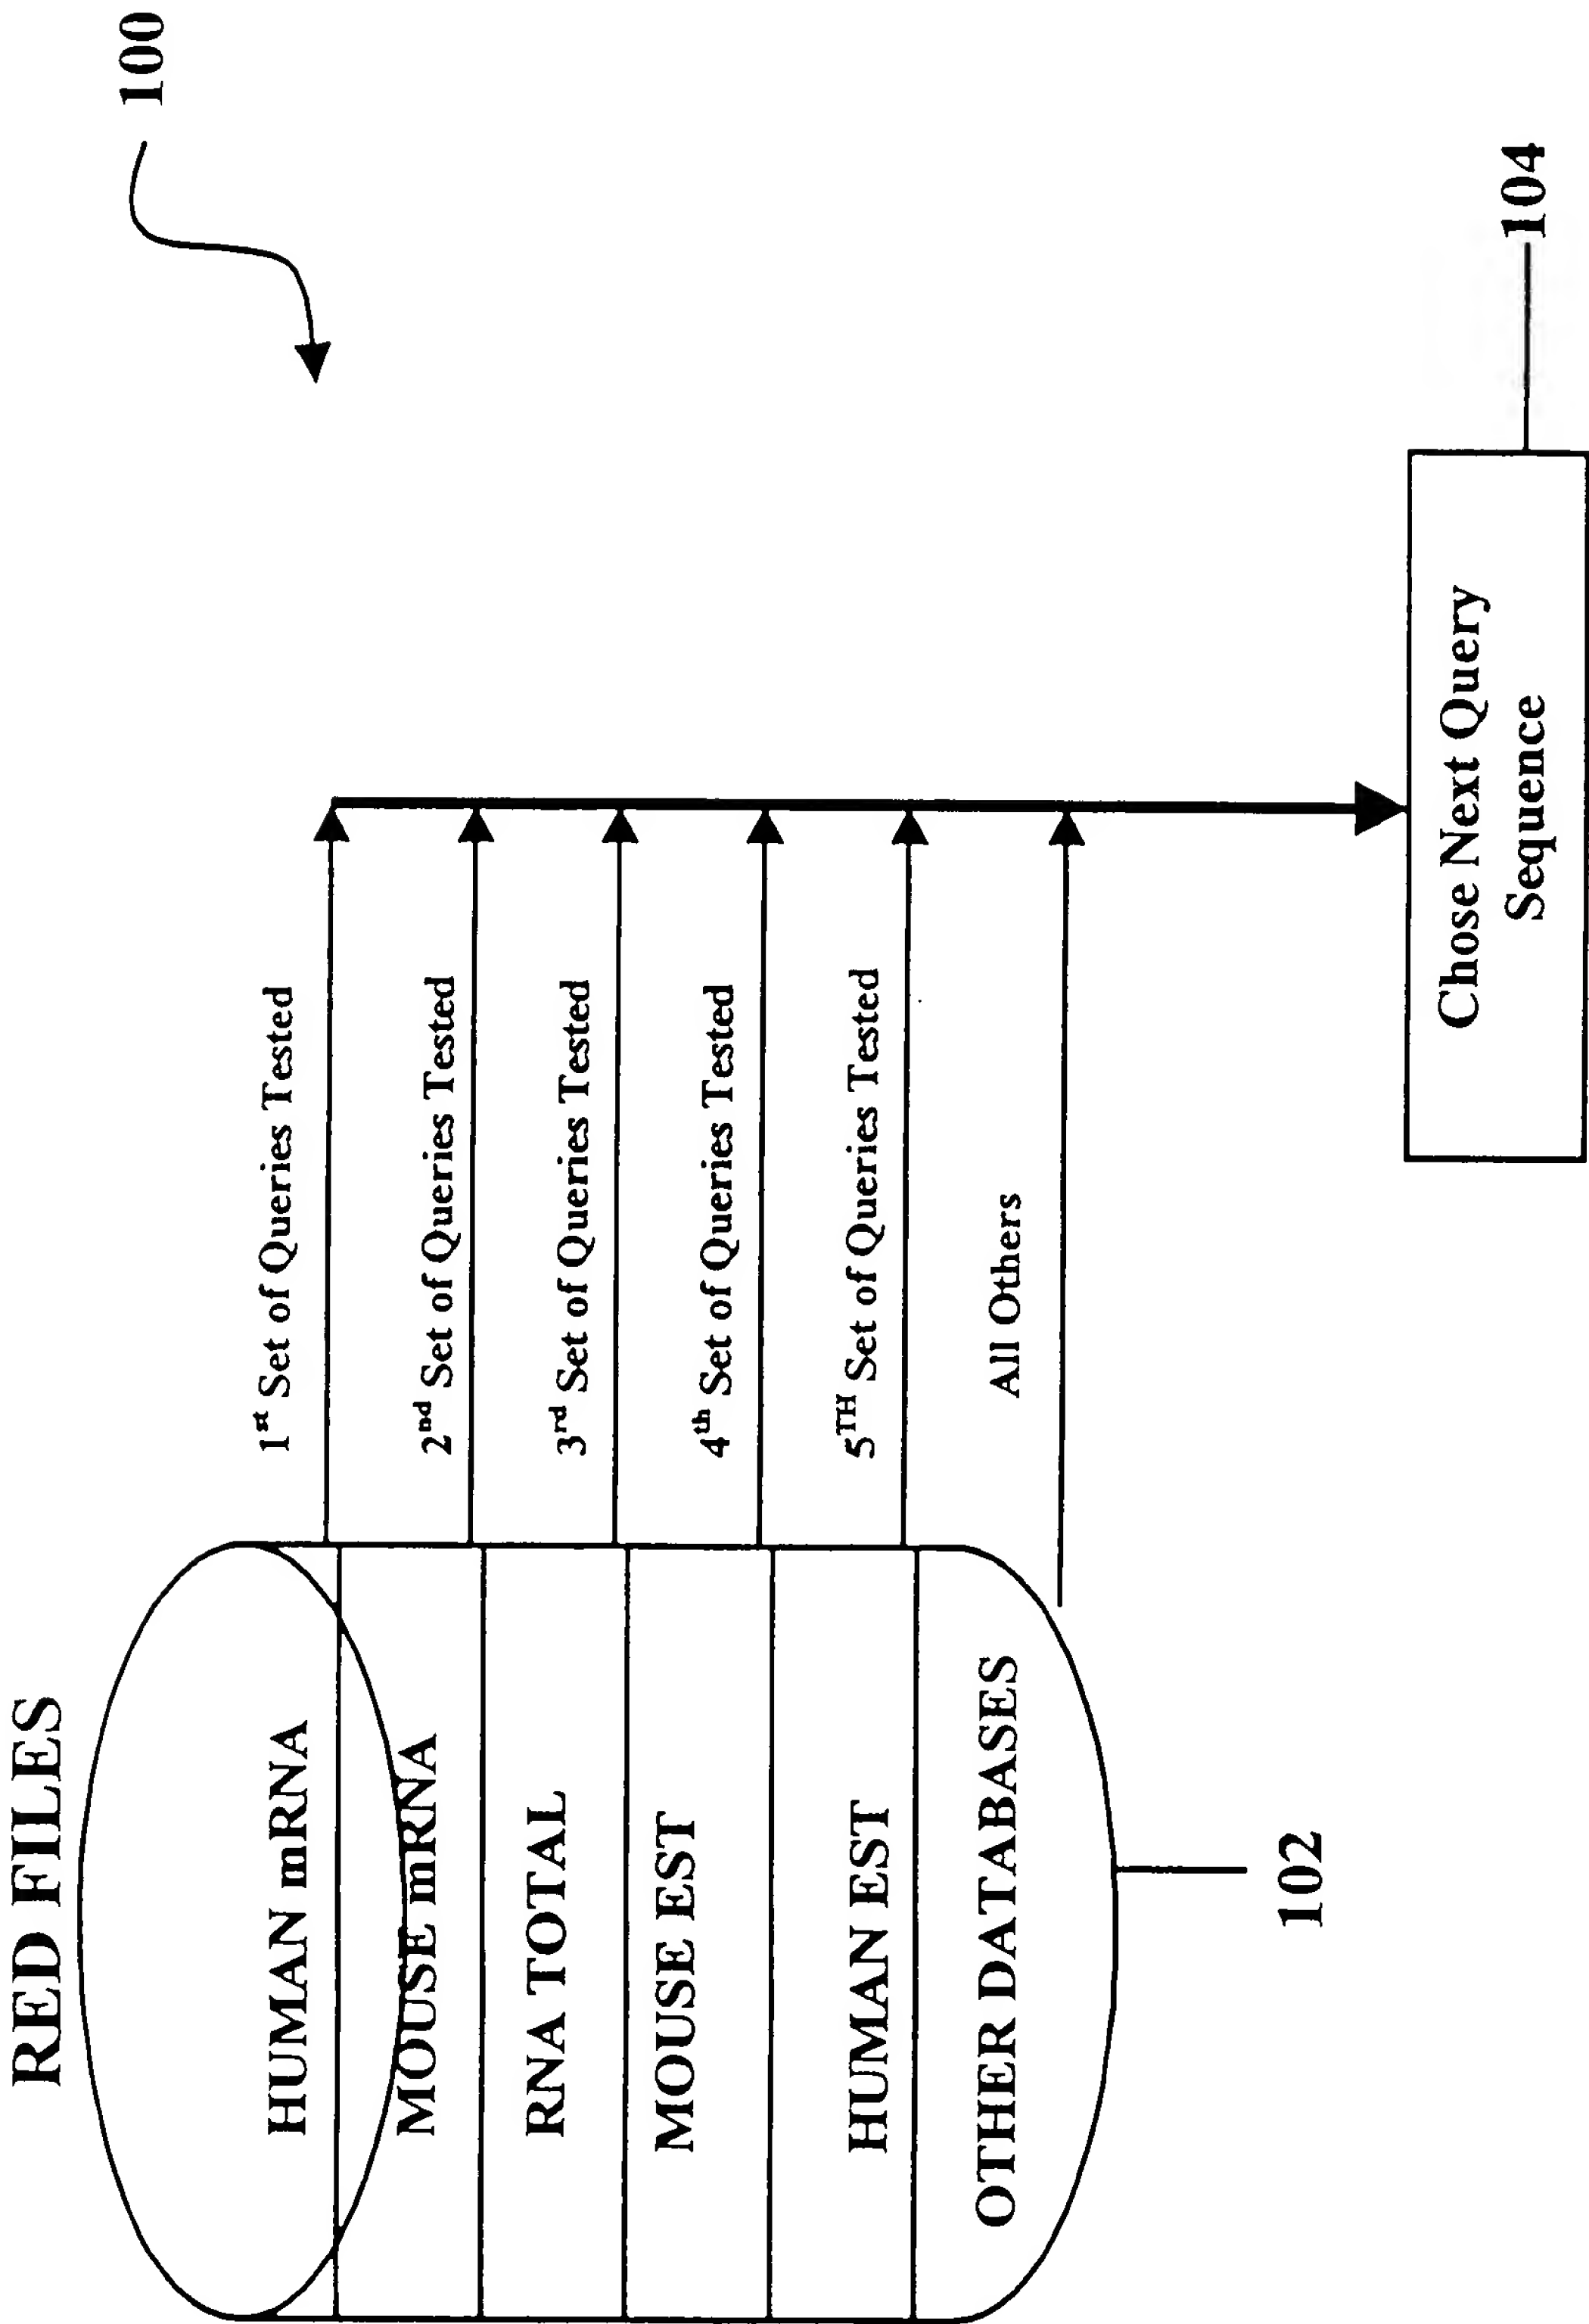 RED FILES
100
HUMAN mRNA
1st Set of Queries Tested
MOUSE mRNA
2nd Set of Queries Tested
RNA TOTAL
3rd Set of Queries Tested
MOUSE EST
4th Set of Queries Tested
HUMAN EST
5TH Set of Queries Tested
OTHER DATABASES
All Others
102
Chose Next Query
Sequence
104